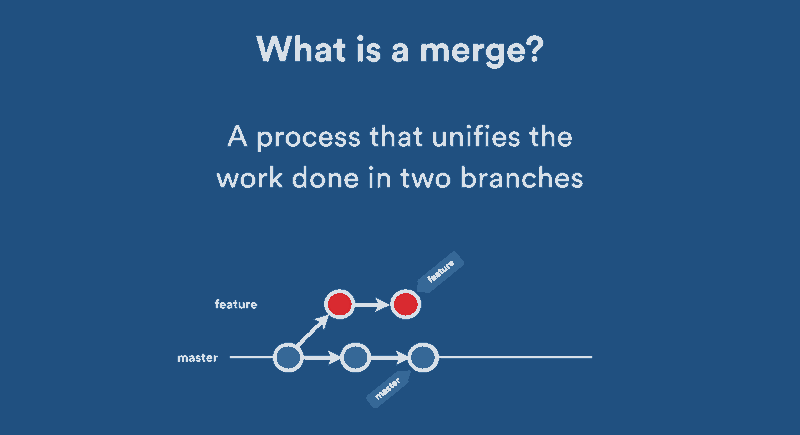 What is a merge?
A process that unifies the
work done in two branches
feature
feature
master
master